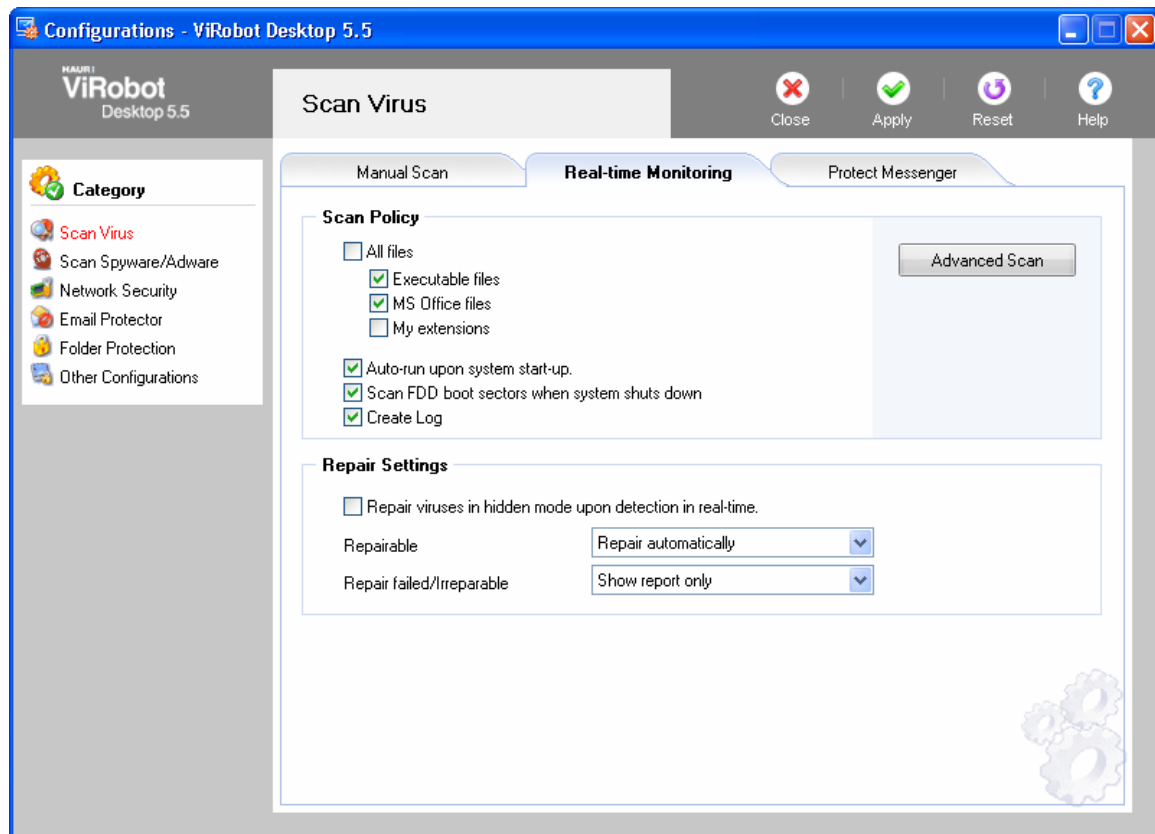 Configurations - ViRobot Desktop 5.5
HAURI
ViRobot
Desktop 5.5
Scan Virus
Close
Apply
Reset
Help
Category
Scan Virus
Scan Spyware/Adware
Network Security
Email Protector
Folder Protection
Other Configurations
Manual Scan
Real-time Monitoring
Protect Messenger
Scan Policy
All files
Executable files
MS Office files
My extensions
Auto-run upon system start-up.
Scan FDD boot sectors when system shuts down
Create Log
Advanced Scan
Repair Settings
Repair viruses in hidden mode upon detection in real-time.
Repairable
Repair automatically
Repair failed/Irreparable
Show report only